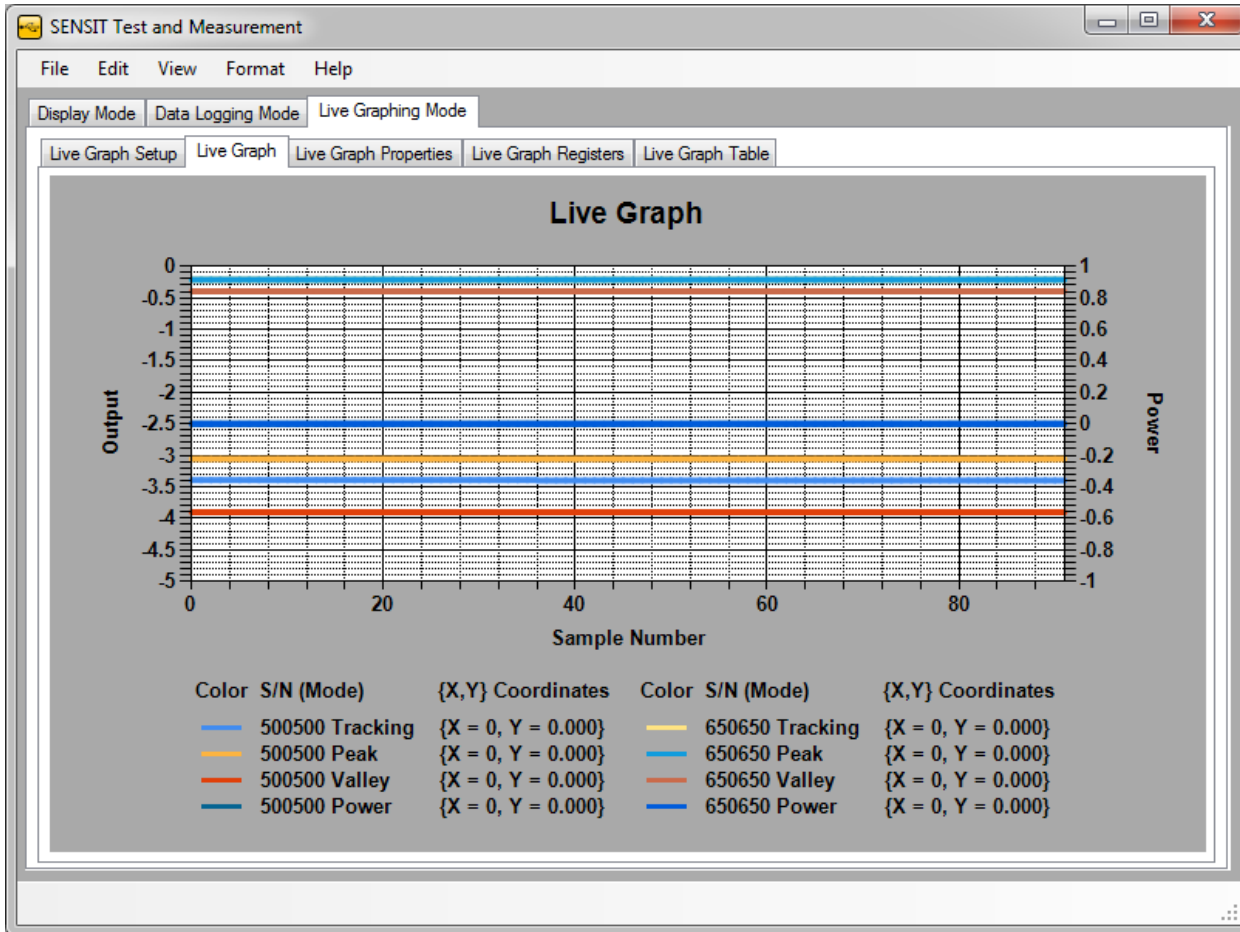 SENSIT Test and Measurement
File Edit View Format Help
Display Mode Data Logging Mode Live Graphing Mode
Live Graph Setup Live Graph Live Graph Properties Live Graph Registers Live Graph Table
Live Graph
0 1
-0.5 0.8
-1 0.6
-1.5 0.4
-2 0.2
-2.5 0
-3 -0.2
-3.5 -0.4
-4 -0.6
-4.5 -0.8
-5 -1
Output
Power
0 20 40 60 80
Sample Number
Color S/N (Mode) {X,Y} Coordinates Color S/N (Mode) {X,Y} Coordinates
500500 Tracking {X = 0, Y = 0.000} 650650 Tracking {X = 0, Y = 0.000}
500500 Peak {X = 0, Y = 0.000} 650650 Peak {X = 0, Y = 0.000}
500500 Valley {X = 0, Y = 0.000} 650650 Valley {X = 0, Y = 0.000}
500500 Power {X = 0, Y = 0.000} 650650 Power {X = 0, Y = 0.000}